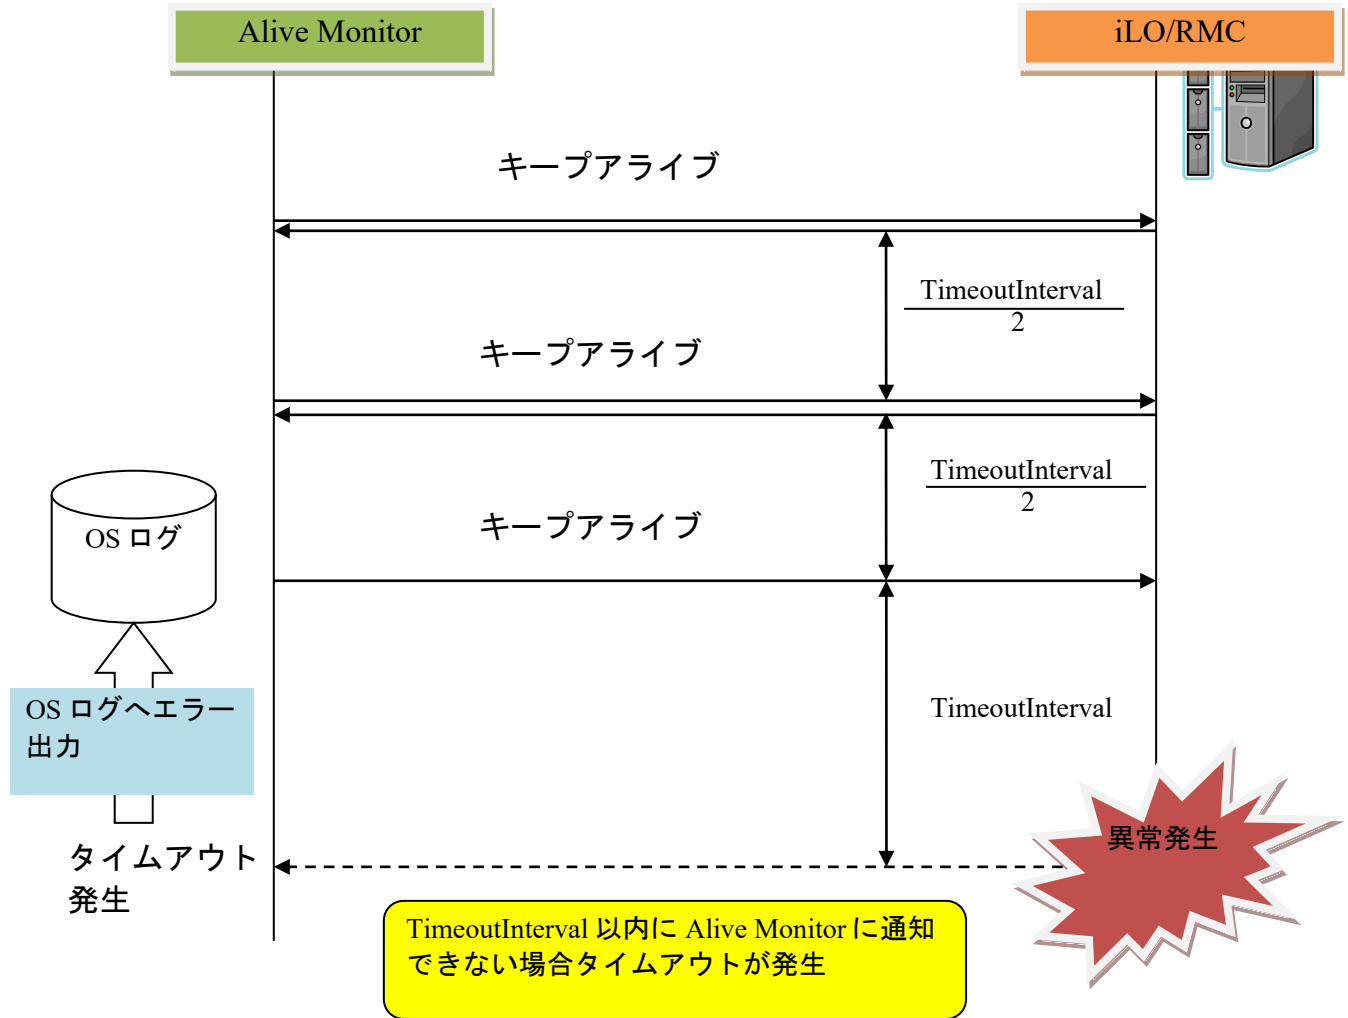 Alive Monitor
iLO/RMC
キープアライブ
TimeoutInterval
2
キープアライブ
TimeoutInterval
2
キープアライブ
OS ログ
OS ログへエラー
出力
TimeoutInterval
異常発生
タイムアウト
発生
TimeoutInterval 以内に Alive Monitor に通知
できない場合タイムアウトが発生